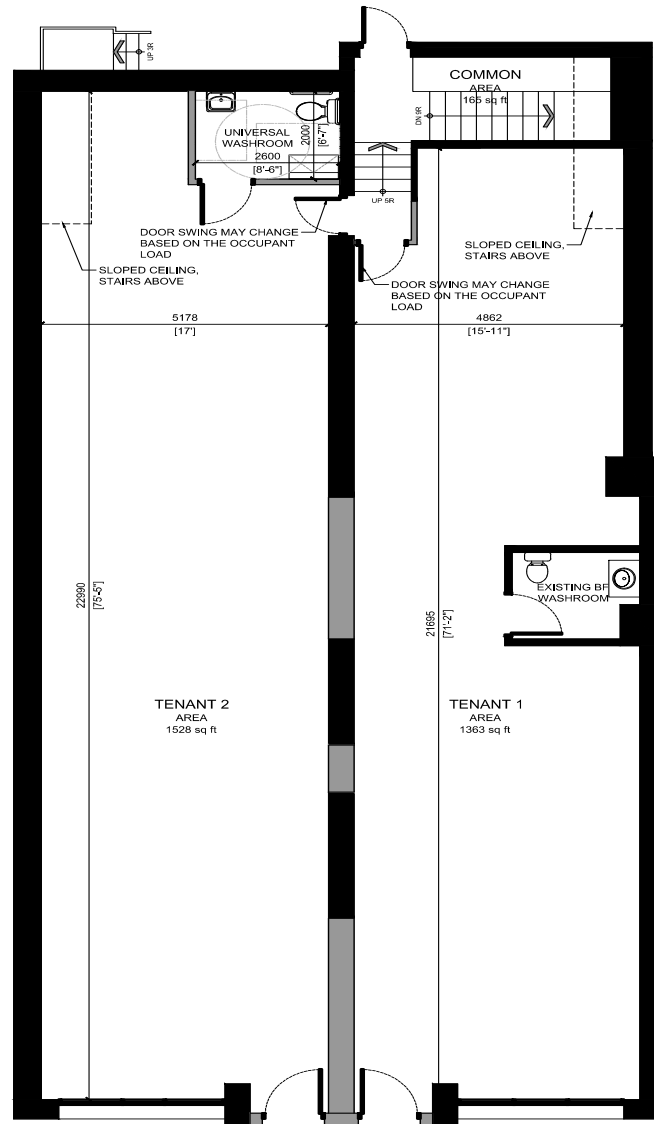 UP 3R
COMMON
AREA
165 sq ft
DN 9R
UNIVERSAL
WASHROOM
2600
[8'-6"]
2000
[6'-7"]
UP 5R
DOOR SWING MAY CHANGE
BASED ON THE OCCUPANT
LOAD
SLOPED CEILING,
STAIRS ABOVE
SLOPED CEILING,
STAIRS ABOVE
DOOR SWING MAY CHANGE
BASED ON THE OCCUPANT
LOAD
5178
[17']
4862
[15'-11"]
22990
[75'-5"]
21695
[71'-2"]
EXISTING BF
WASHROOM
TENANT 2
AREA
1528 sq ft
TENANT 1
AREA
1363 sq ft